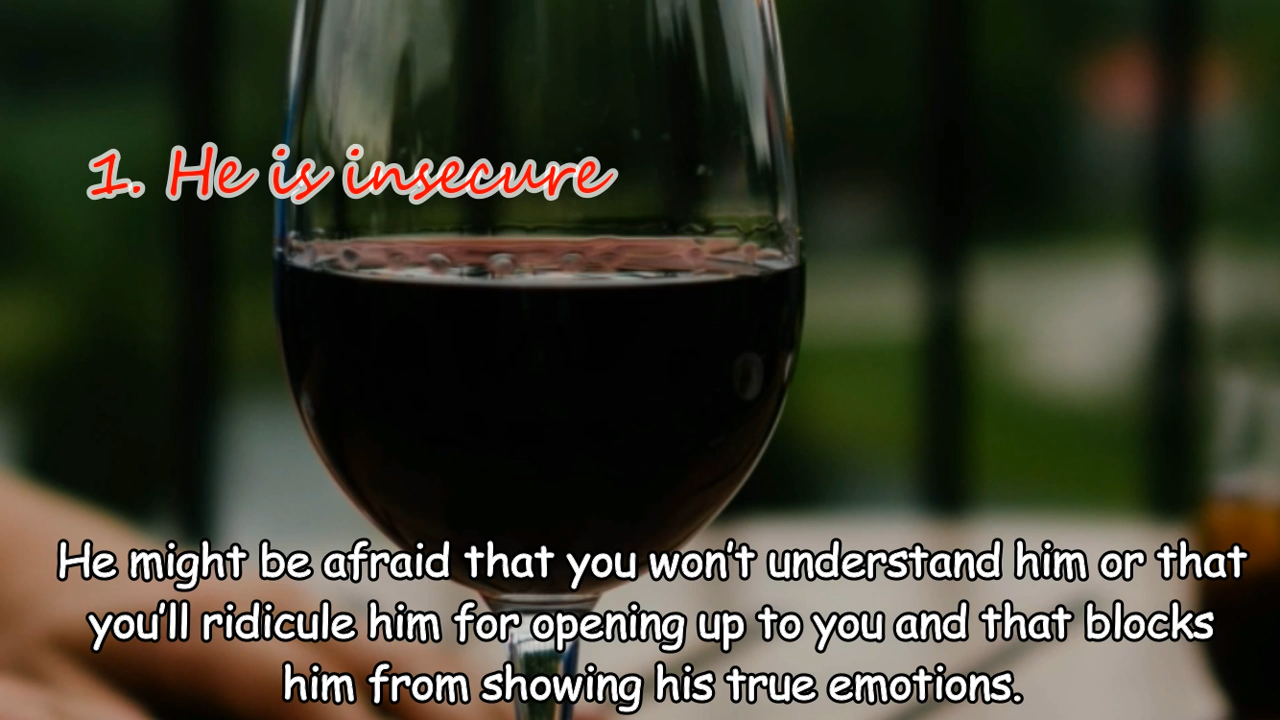 1. He is insecure
He might be afraid that you won't understand him or that
you'll ridicule him for opening up to you and that blocks
him from showing his true emotions.